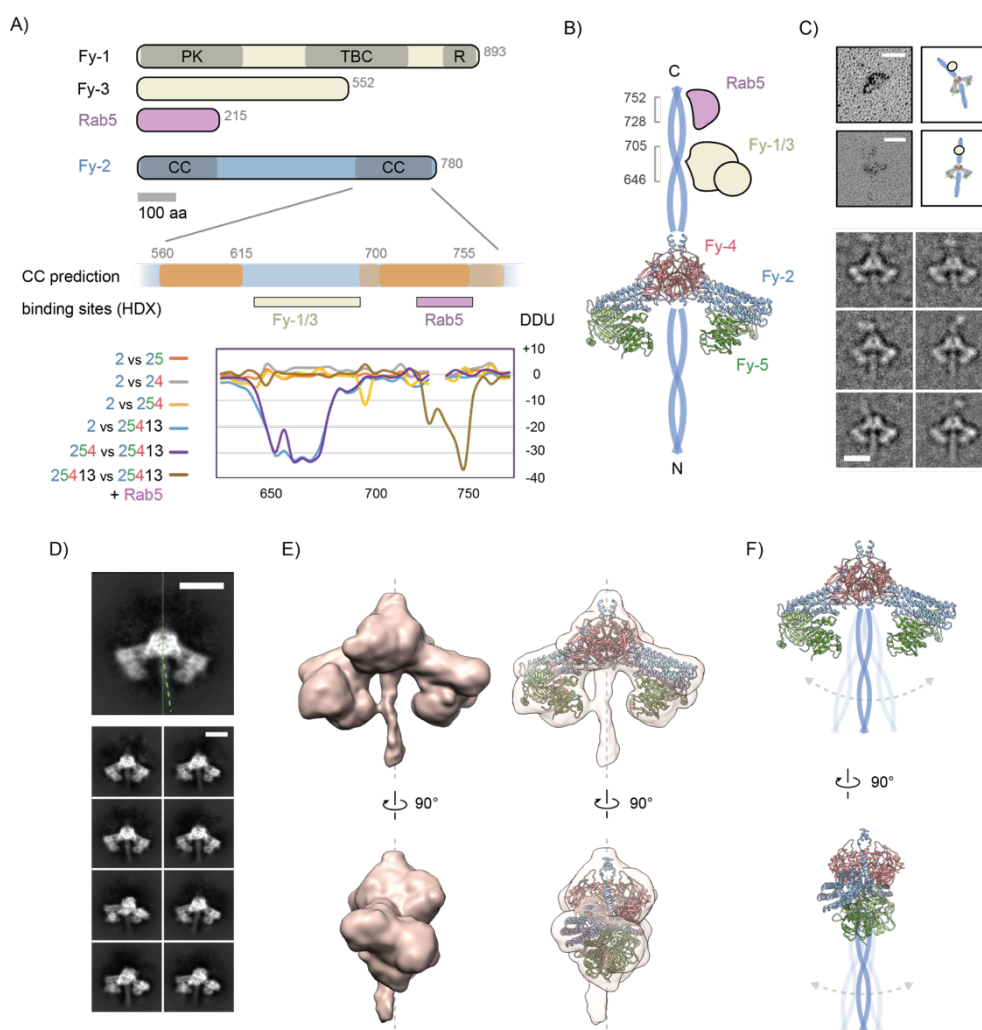 A)
Fy-1 PK TBC R 893
Fy-3 552
Rab5 215
Fy-2 CC CC 780
100 aa
560 615 700 755
CC prediction
binding sites (HDX) Fy-1/3 Rab5
DDU
2 vs 25
2 vs 24
2 vs 254
2 vs 25413
254 vs 25413
25413 vs 25413
+ Rab5
+10
0
-10
-20
-30
-40
650 700 750
B)
C
752
728
Rab5
Fy-1/3
705
646
Fy-4
Fy-2
Fy-5
N
C)
D)
E)
90°
90°
F)
90°